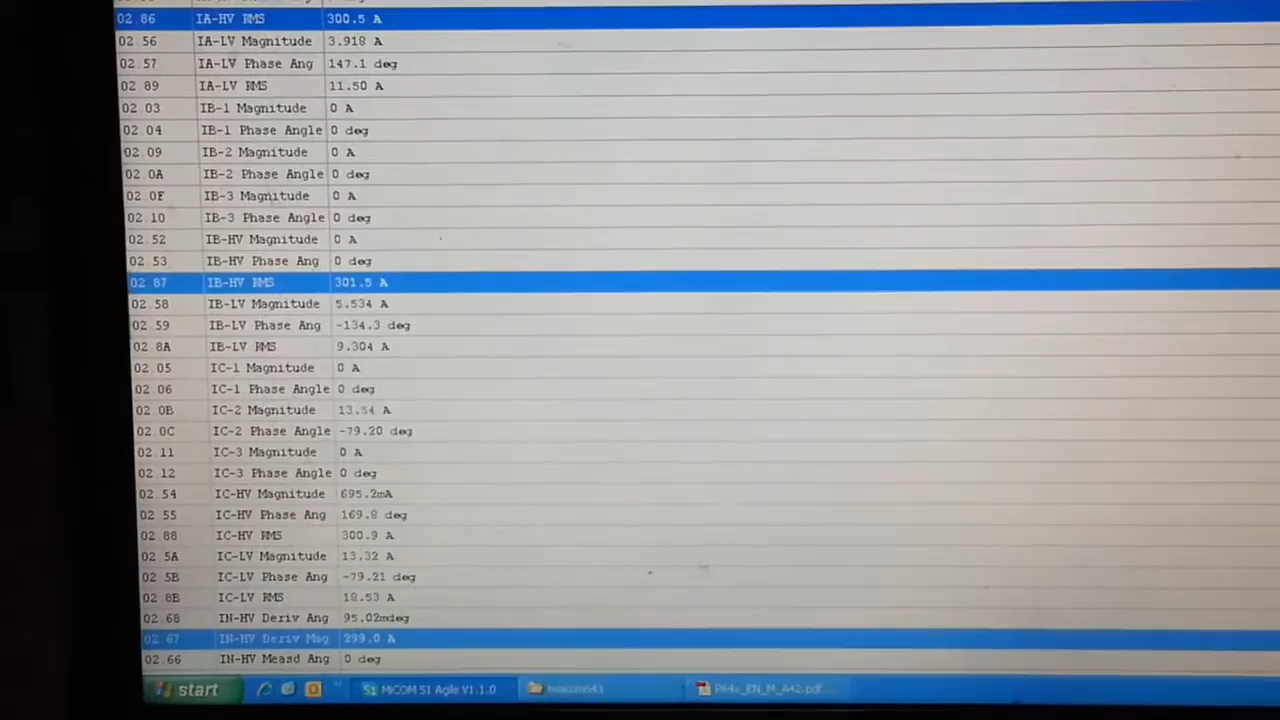 02 86 IA-HV RMS 300.5 A
02 56 IA-LV Magnitude 3.918 A
02 57 IA-LV Phase Ang 147.1 deg
02 89 IA-LV RMS 11.50 A
02 03 IB-1 Magnitude 0 A
02 04 IB-1 Phase Angle 0 deg
02 09 IB-2 Magnitude 0 A
02 0A IB-2 Phase Angle 0 deg
02 0F IB-3 Magnitude 0 A
02 10 IB-3 Phase Angle 0 deg
02 52 IB-HV Magnitude 0 A
02 53 IB-HV Phase Ang 0 deg
02 87 IB-HV RMS 301.5 A
02 58 IB-LV Magnitude 5.534 A
02 59 IB-LV Phase Ang -134.3 deg
02 8A IB-LV RMS 9.304 A
02 05 IC-1 Magnitude 0 A
02 06 IC-1 Phase Angle 0 deg
02 0B IC-2 Magnitude 13.54 A
02 0C IC-2 Phase Angle -79.20 deg
02 11 IC-3 Magnitude 0 A
02 12 IC-3 Phase Angle 0 deg
02 54 IC-HV Magnitude 695.2mA
02 55 IC-HV Phase Ang 169.8 deg
02 88 IC-HV RMS 300.9 A
02 5A IC-LV Magnitude 13.32 A
02 5B IC-LV Phase Ang -79.21 deg
02 8B IC-LV RMS 18.53 A
02.68 IN-HV Deriv Ang 95.02mdeg
02.67 IN-HV Deriv Mag 299.0 A
02.66 IN-HV Measd Ang 0 deg
start S1 MiCOM S1 Agile V1.1.0 P64x_EN_M_A42.pdf...